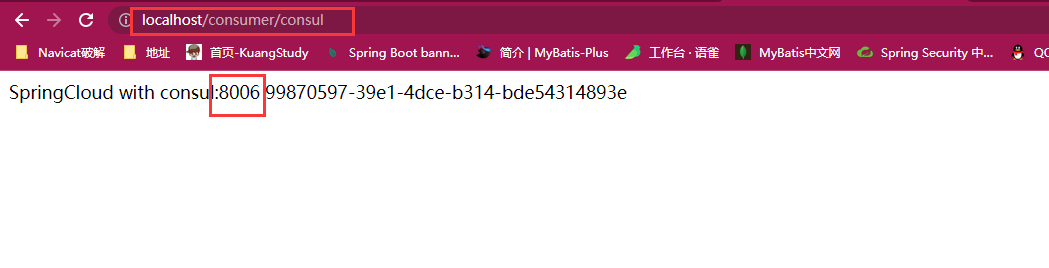 localhost/consumer/consul
Navicat破解 地址 首页-KuangStudy Spring Boot bann... 简介 | MyBatis-Plus 工作台 · 语雀 MyBatis中文网 Spring Security 中... QQ
SpringCloud with consul:8006 99870597-39e1-4dce-b314-bde54314893e